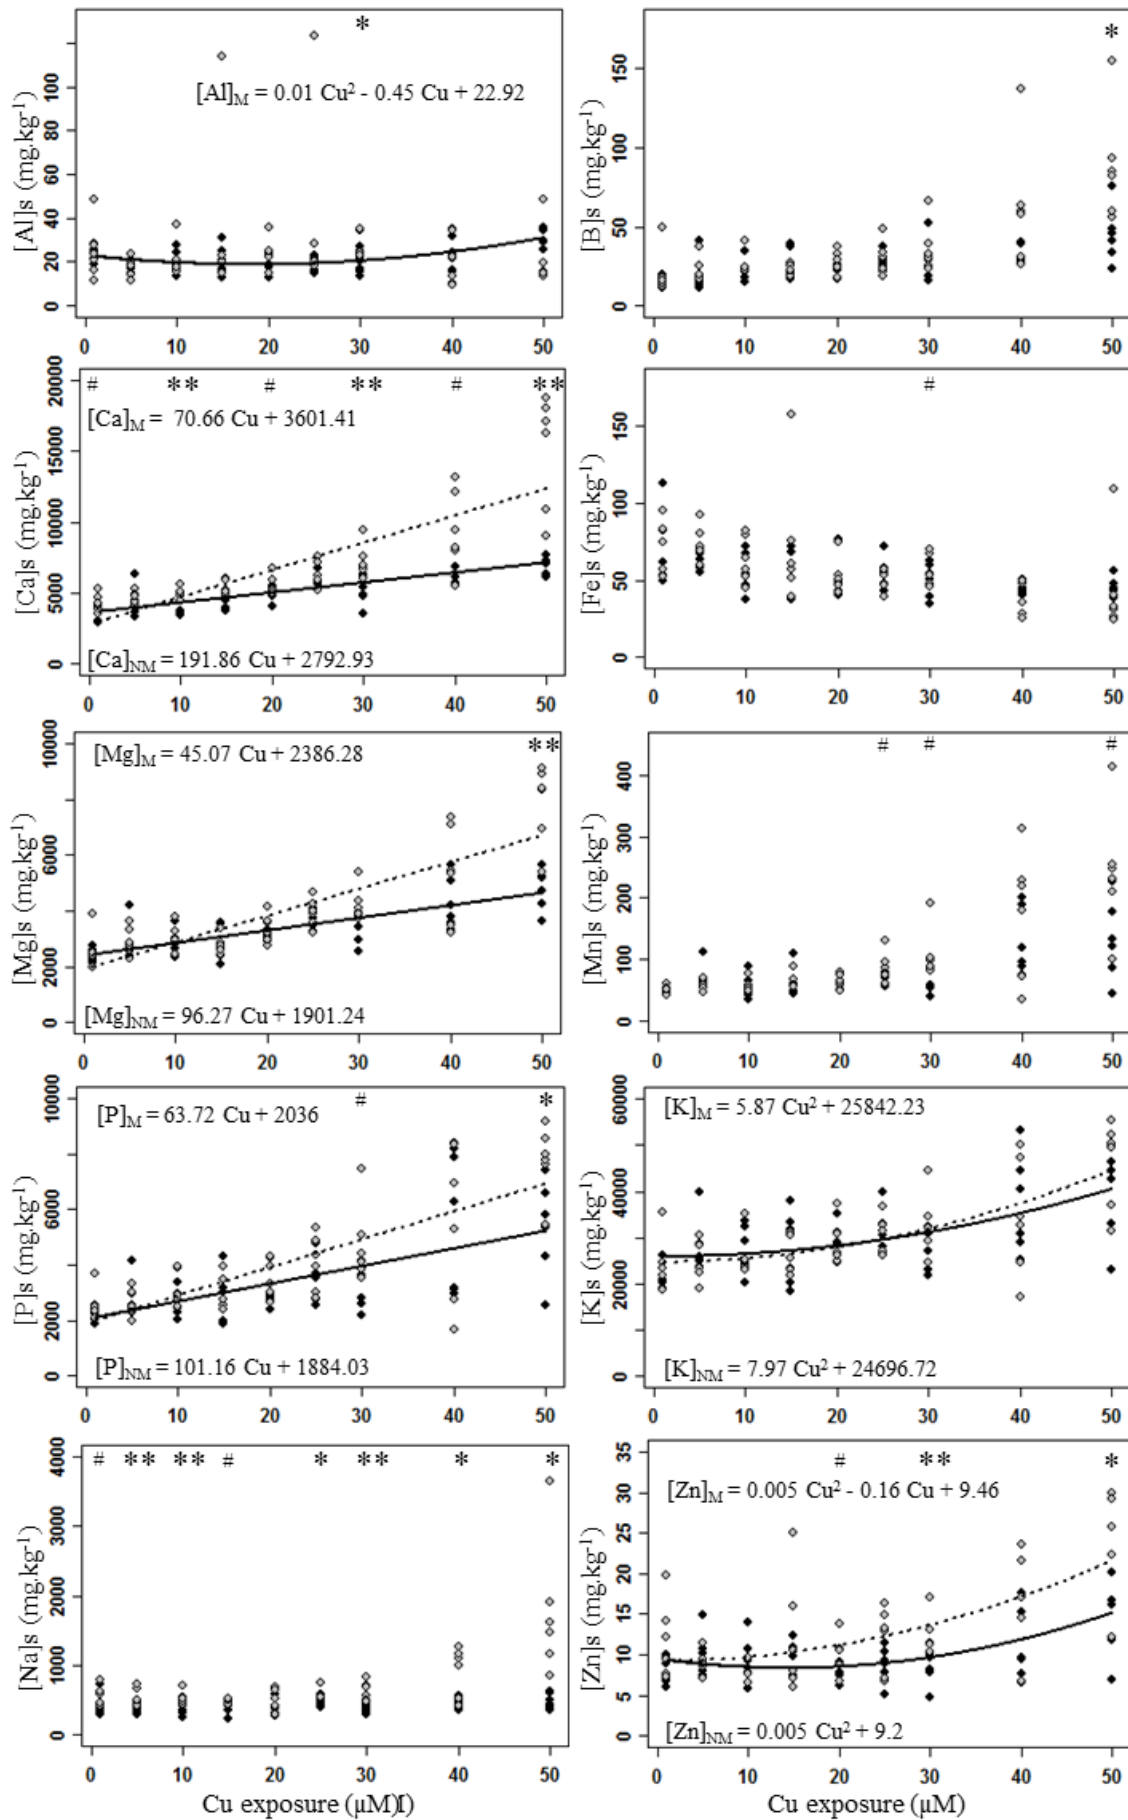 *
[Al]M = 0.01 Cu² - 0.45 Cu + 22.92
[Al]s (mg.kg⁻¹)
0 20 40 60 80 100
0 10 20 30 40 50
*
[B]s (mg.kg⁻¹)
0 50 100 150
0 10 20 30 40 50
# ** # ** # **
[Ca]M = 70.66 Cu + 3601.41
[Ca]s (mg.kg⁻¹)
0 5000 10000 15000 20000
[Ca]NM = 191.86 Cu + 2792.93
0 10 20 30 40 50
#
[Fe]s (mg.kg⁻¹)
0 50 100 150
0 10 20 30 40 50
**
[Mg]M = 45.07 Cu + 2386.28
[Mg]s (mg.kg⁻¹)
0 2000 6000 10000
[Mg]NM = 96.27 Cu + 1901.24
0 10 20 30 40 50
# # #
[Mn]s (mg.kg⁻¹)
0 100 200 300 400
0 10 20 30 40 50
# *
[P]M = 63.72 Cu + 2036
[P]s (mg.kg⁻¹)
0 2000 6000 10000
[P]NM = 101.16 Cu + 1884.03
0 10 20 30 40 50
[K]M = 5.87 Cu² + 25842.23
[K]s (mg.kg⁻¹)
0 20000 40000 60000
[K]NM = 7.97 Cu² + 24696.72
0 10 20 30 40 50
# ** ** # * ** * *
[Na]s (mg.kg⁻¹)
0 1000 2000 3000 4000
0 10 20 30 40 50
Cu exposure (µM)I)
# ** *
[Zn]M = 0.005 Cu² - 0.16 Cu + 9.46
[Zn]s (mg.kg⁻¹)
0 5 10 15 20 25 30 35
[Zn]NM = 0.005 Cu² + 9.2
0 10 20 30 40 50
Cu exposure (µM)